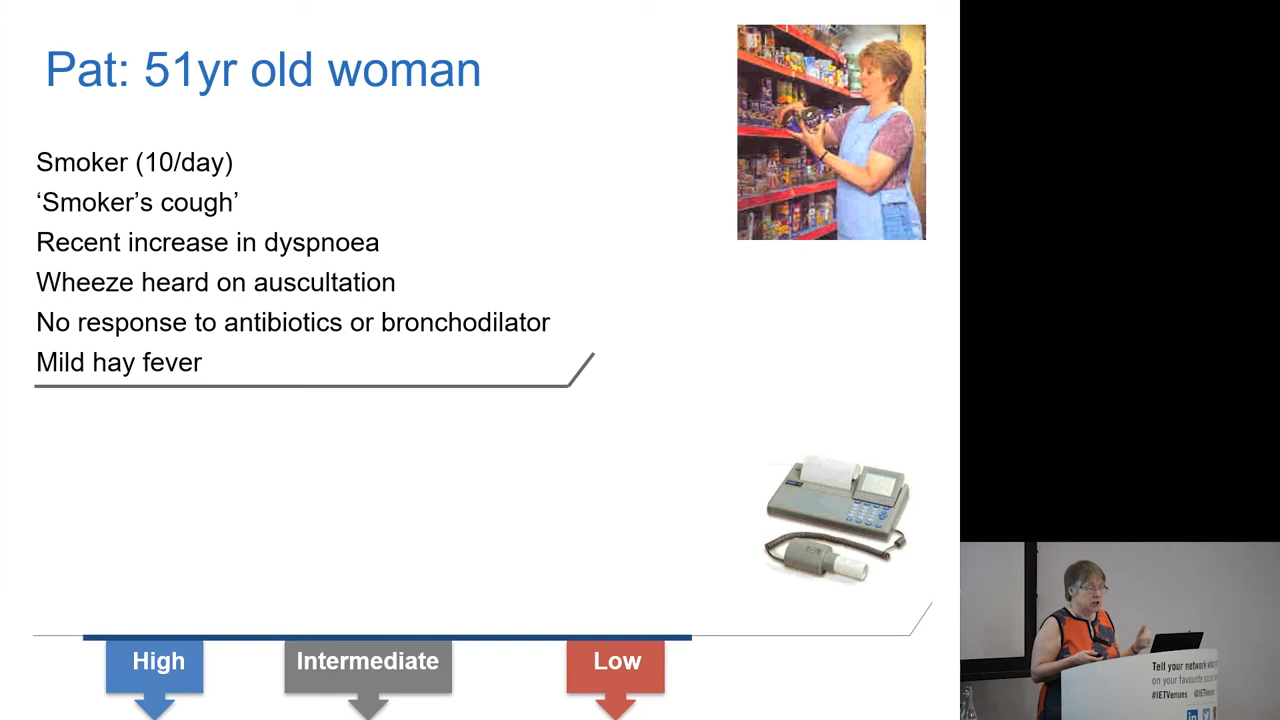 Pat: 51yr old woman
Smoker (10/day)
‘Smoker’s cough’
Recent increase in dyspnoea
Wheeze heard on auscultation
No response to antibiotics or bronchodilator
Mild hay fever
High
Intermediate
Low
Tell your network
on your favourite social
#IETVenues @IETVenues